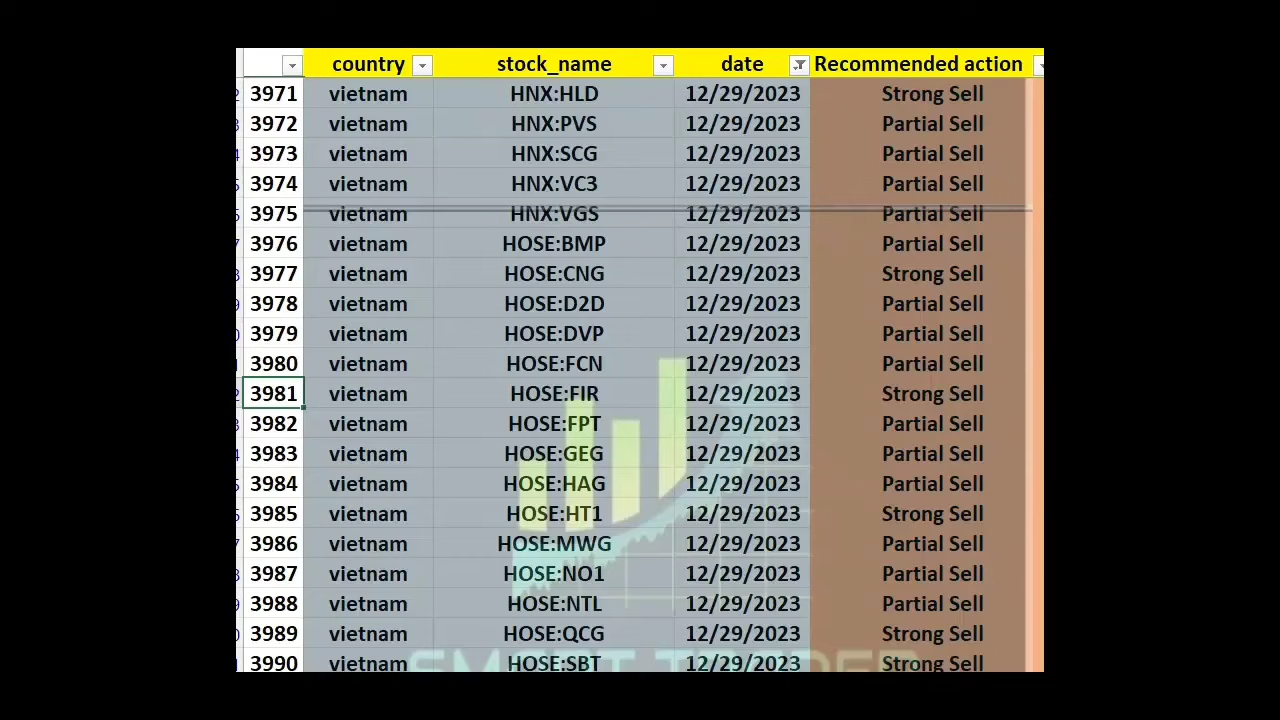 country stock_name date Recommended action
3971 vietnam HNX:HLD 12/29/2023 Strong Sell
3972 vietnam HNX:PVS 12/29/2023 Partial Sell
3973 vietnam HNX:SCG 12/29/2023 Partial Sell
3974 vietnam HNX:VC3 12/29/2023 Partial Sell
3975 vietnam HNX:VGS 12/29/2023 Partial Sell
3976 vietnam HOSE:BMP 12/29/2023 Partial Sell
3977 vietnam HOSE:CNG 12/29/2023 Strong Sell
3978 vietnam HOSE:D2D 12/29/2023 Partial Sell
3979 vietnam HOSE:DVP 12/29/2023 Partial Sell
3980 vietnam HOSE:FCN 12/29/2023 Partial Sell
3981 vietnam HOSE:FIR 12/29/2023 Strong Sell
3982 vietnam HOSE:FPT 12/29/2023 Partial Sell
3983 vietnam HOSE:GEG 12/29/2023 Partial Sell
3984 vietnam HOSE:HAG 12/29/2023 Partial Sell
3985 vietnam HOSE:HT1 12/29/2023 Strong Sell
3986 vietnam HOSE:MWG 12/29/2023 Partial Sell
3987 vietnam HOSE:NO1 12/29/2023 Partial Sell
3988 vietnam HOSE:NTL 12/29/2023 Partial Sell
3989 vietnam HOSE:QCG 12/29/2023 Strong Sell
3990 vietnam HOSE:SBT 12/29/2023 Strong Sell